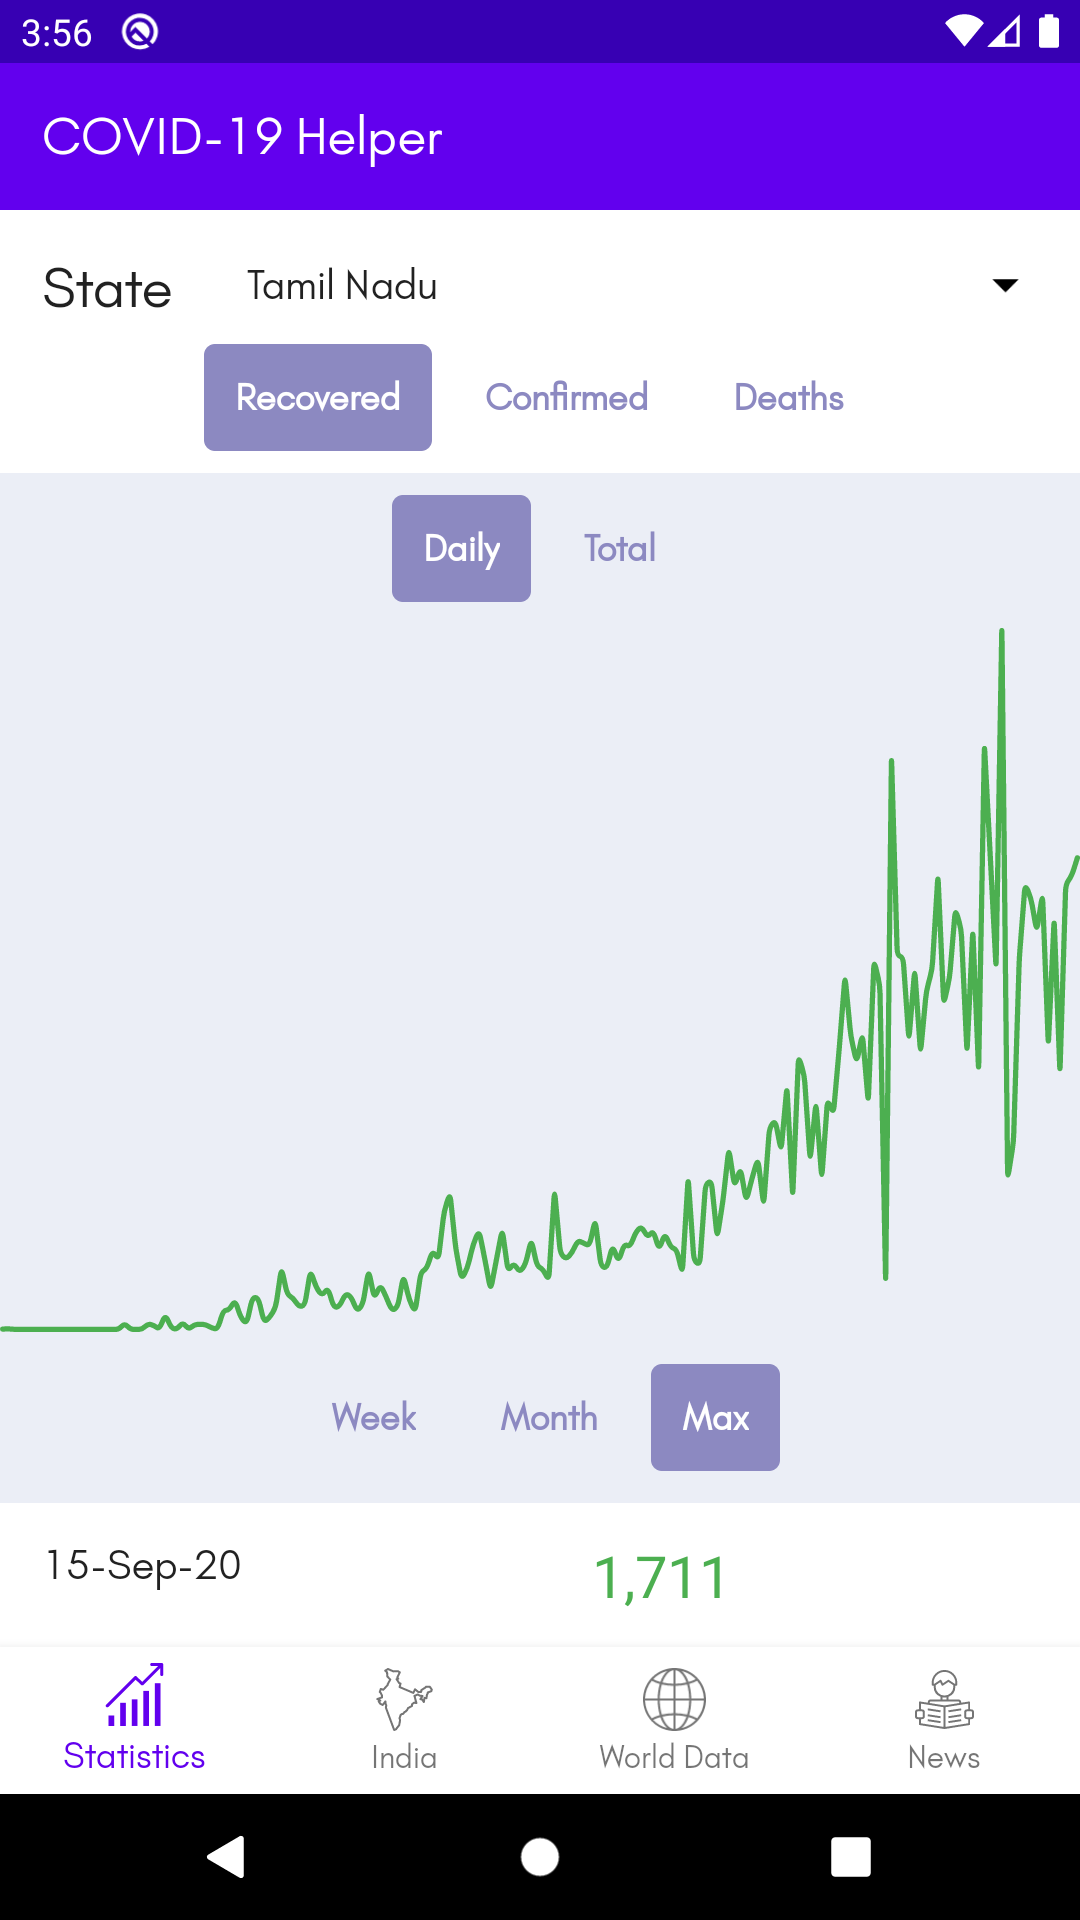 3:56
COVID-19 Helper
State Tamil Nadu
Recovered Confirmed Deaths
Daily Total
Week Month Max
15-Sep-20 1,711
Statistics India World Data News